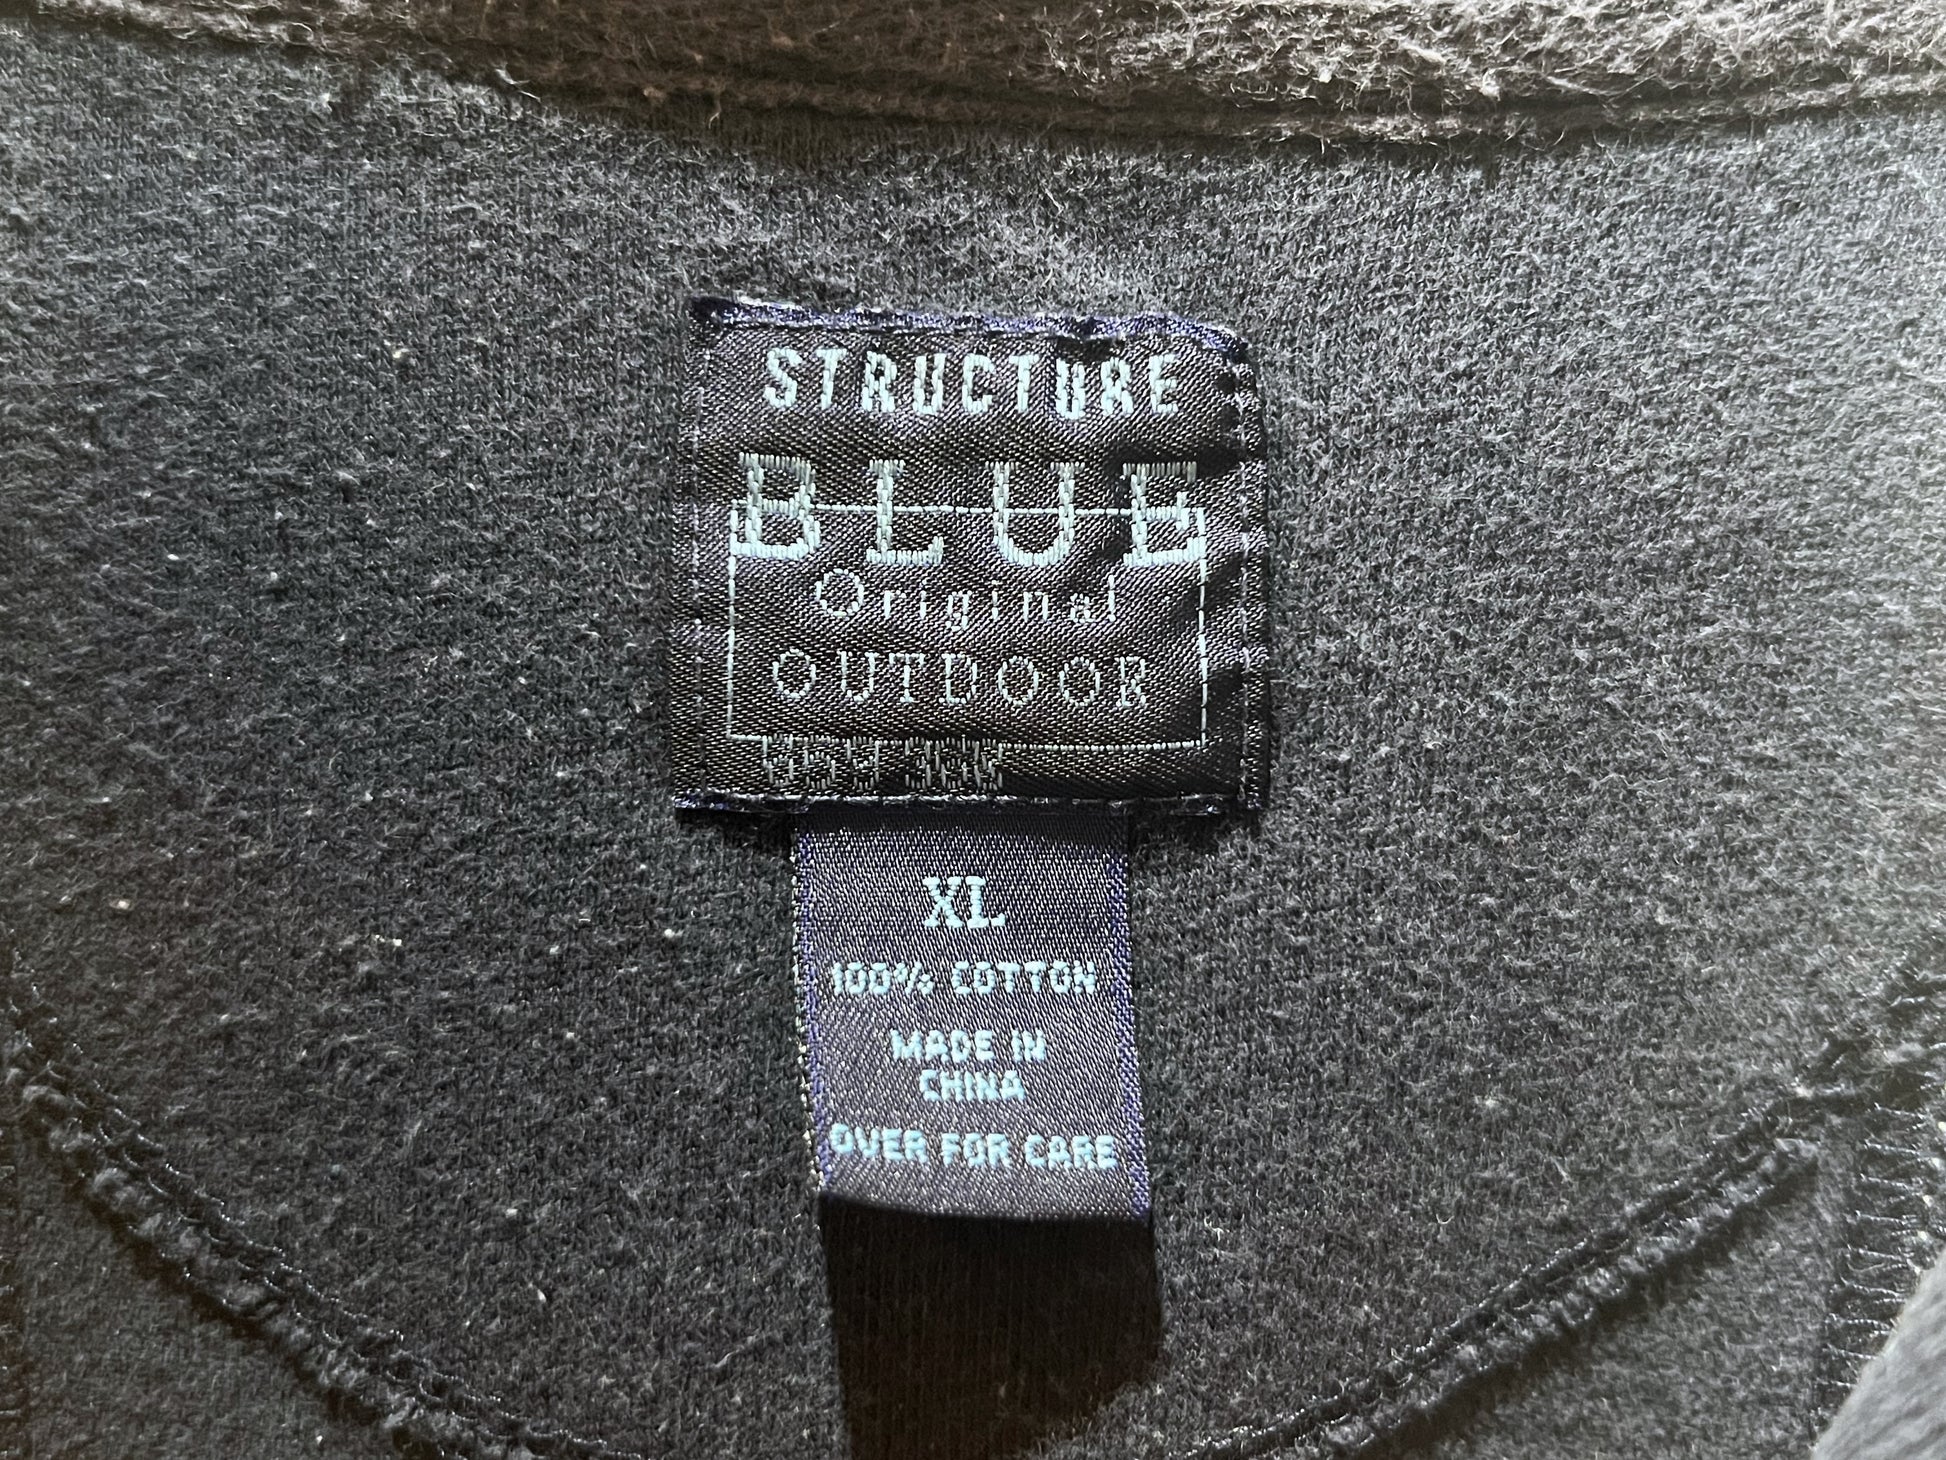 STRUCTURE
BLUE
Original
OUTDOOR
XL
100% COTTON
MADE IN
CHINA
OVER FOR CARE